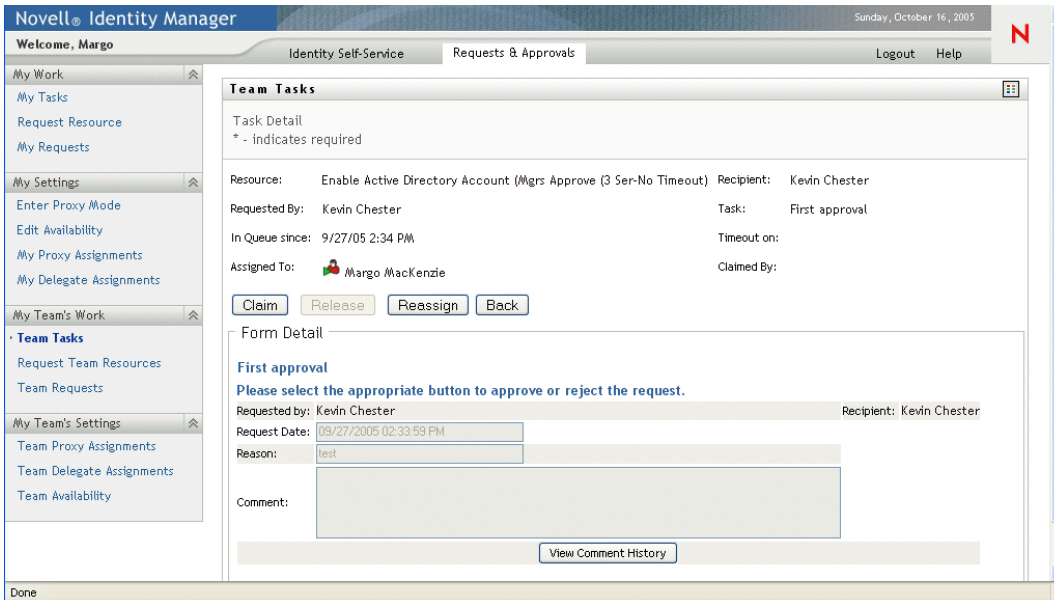 Novell® Identity Manager
Sunday, October 16, 2005
N
Welcome, Margo
Identity Self-Service
Requests & Approvals
Logout
Help
My Work
My Tasks
Request Resource
My Requests
My Settings
Enter Proxy Mode
Edit Availability
My Proxy Assignments
My Delegate Assignments
My Team's Work
Team Tasks
Request Team Resources
Team Requests
My Team's Settings
Team Proxy Assignments
Team Delegate Assignments
Team Availability
Team Tasks
Task Detail
* - indicates required
Resource: Enable Active Directory Account (Mgrs Approve (3 Ser-No Timeout) Recipient: Kevin Chester
Requested By: Kevin Chester Task: First approval
In Queue since: 9/27/05 2:34 PM Timeout on:
Assigned To: Margo MacKenzie Claimed By:
Claim Release Reassign Back
Form Detail
First approval
Please select the appropriate button to approve or reject the request.
Requested by: Kevin Chester Recipient: Kevin Chester
Request Date: 09/27/2005 02:33:59 PM
Reason: test
Comment:
View Comment History
Done